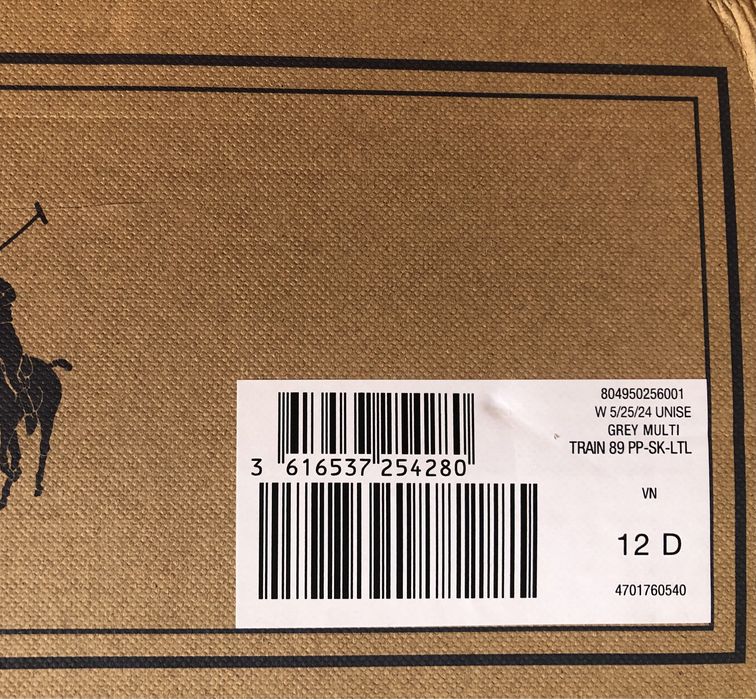 804950256001
W 5/25/24 UNISE
GREY MULTI
TRAIN 89 PP-SK-LTL
3 616537 254280
VN
12 D
4701760540